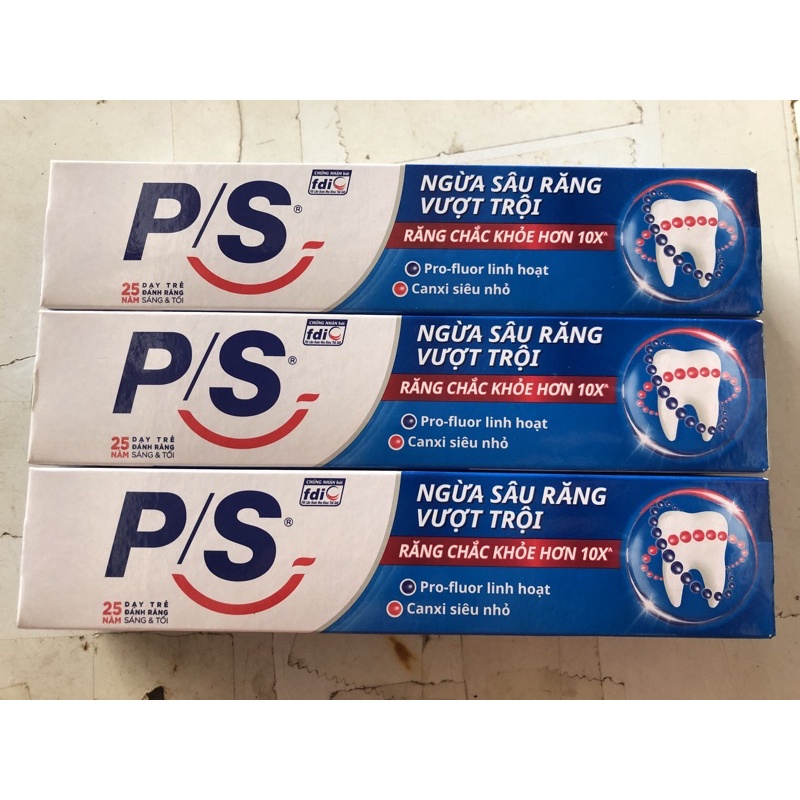 P/S®
CHỨNG NHẬN bởi
fdi
NGỪA SÂU RĂNG
VƯỢT TRỘI
RĂNG CHẮC KHỎE HƠN 10X^
Pro-fluor linh hoạt
Canxi siêu nhỏ
25 NĂM
DẠY TRẺ
ĐÁNH RĂNG
SÁNG & TỐI
P/S®
CHỨNG NHẬN bởi
fdi
NGỪA SÂU RĂNG
VƯỢT TRỘI
RĂNG CHẮC KHỎE HƠN 10X^
Pro-fluor linh hoạt
Canxi siêu nhỏ
25 NĂM
DẠY TRẺ
ĐÁNH RĂNG
SÁNG & TỐI
P/S®
CHỨNG NHẬN bởi
fdi
NGỪA SÂU RĂNG
VƯỢT TRỘI
RĂNG CHẮC KHỎE HƠN 10X^
Pro-fluor linh hoạt
Canxi siêu nhỏ
25 NĂM
DẠY TRẺ
ĐÁNH RĂNG
SÁNG & TỐI